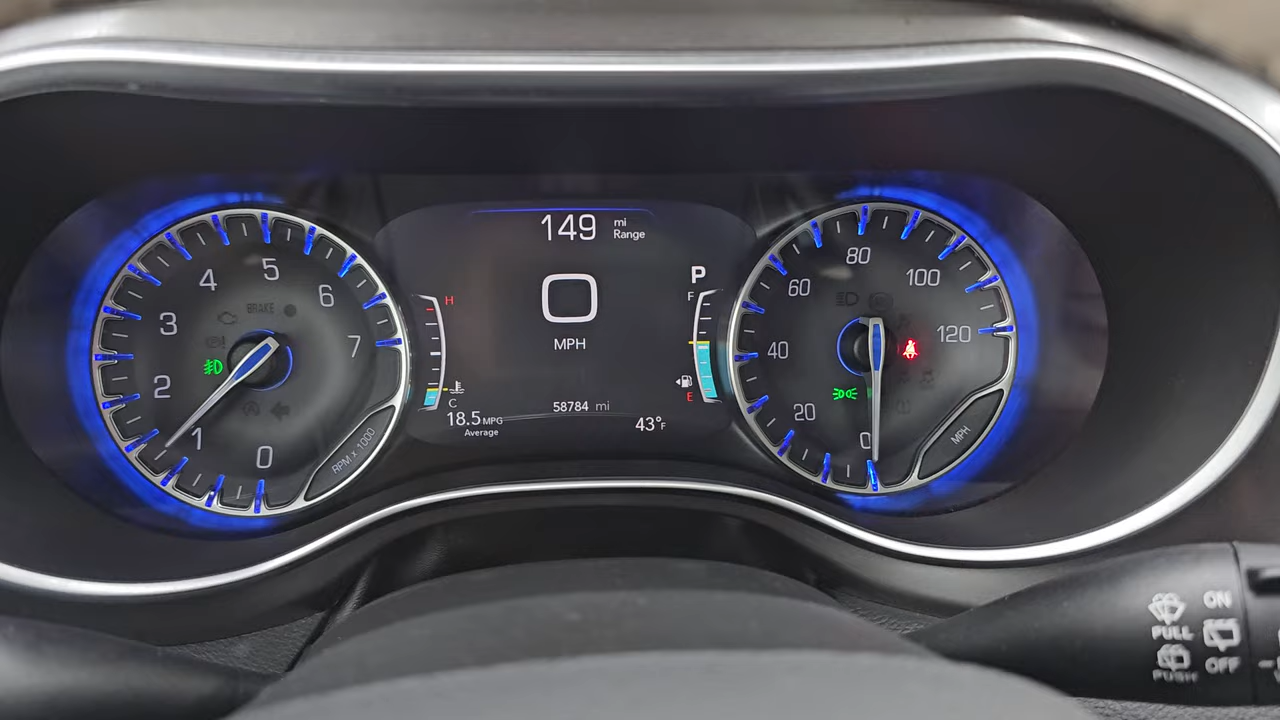 149 mi Range
P
F
H
0
MPH
E
C
18.5 MPG
Average
58784 mi
43°F
BRAKE
0
1
2
3
4
5
6
7
RPM x 1000
0
20
40
60
80
100
120
MPH
ON
PULL
OFF
PUSH